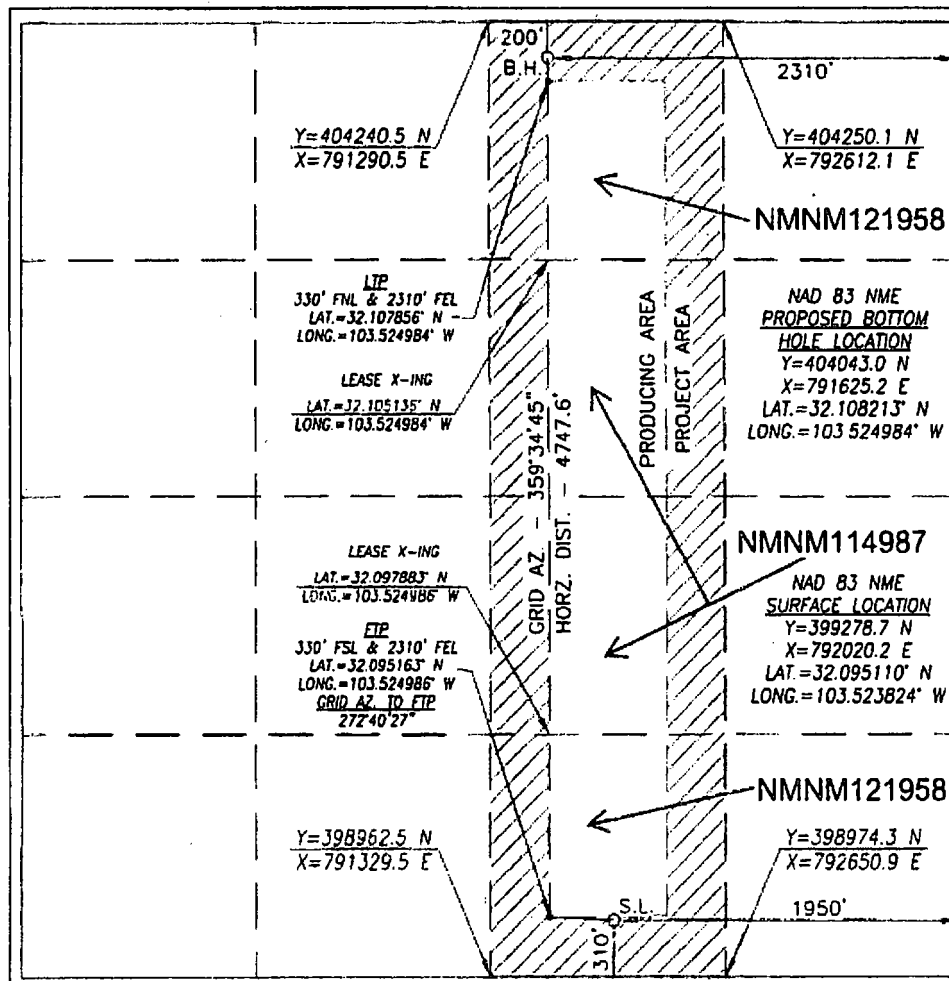 200'
B.H.
2310'
Y=404240.5 N
X=791290.5 E
Y=404250.1 N
X=792612.1 E
NMNM121958
LTP
330' FNL & 2310' FEL
LAT.=32.107856° N
LONG.=103.524984° W
LEASE X-ING
LAT.=32.105135° N
LONG.=103.524984° W
NAD 83 NME
PROPOSED BOTTOM
HOLE LOCATION
Y=404043.0 N
X=791625.2 E
LAT.=32.108213° N
LONG.=103.524984° W
PRODUCING AREA
PROJECT AREA
GRID AZ. - 359°34'45"
HORZ. DIST. - 4747.6'
NMNM114987
LEASE X-ING
LAT.=32.097883° N
LONG.=103.524986° W
FTP
330' FSL & 2310' FEL
LAT.=32.095163° N
LONG.=103.524986° W
GRID AZ. TO FTP
272°40'27"
NAD 83 NME
SURFACE LOCATION
Y=399278.7 N
X=792020.2 E
LAT.=32.095110° N
LONG.=103.523824° W
NMNM121958
Y=398962.5 N
X=791329.5 E
Y=398974.3 N
X=792650.9 E
S.L.
1950'
310'